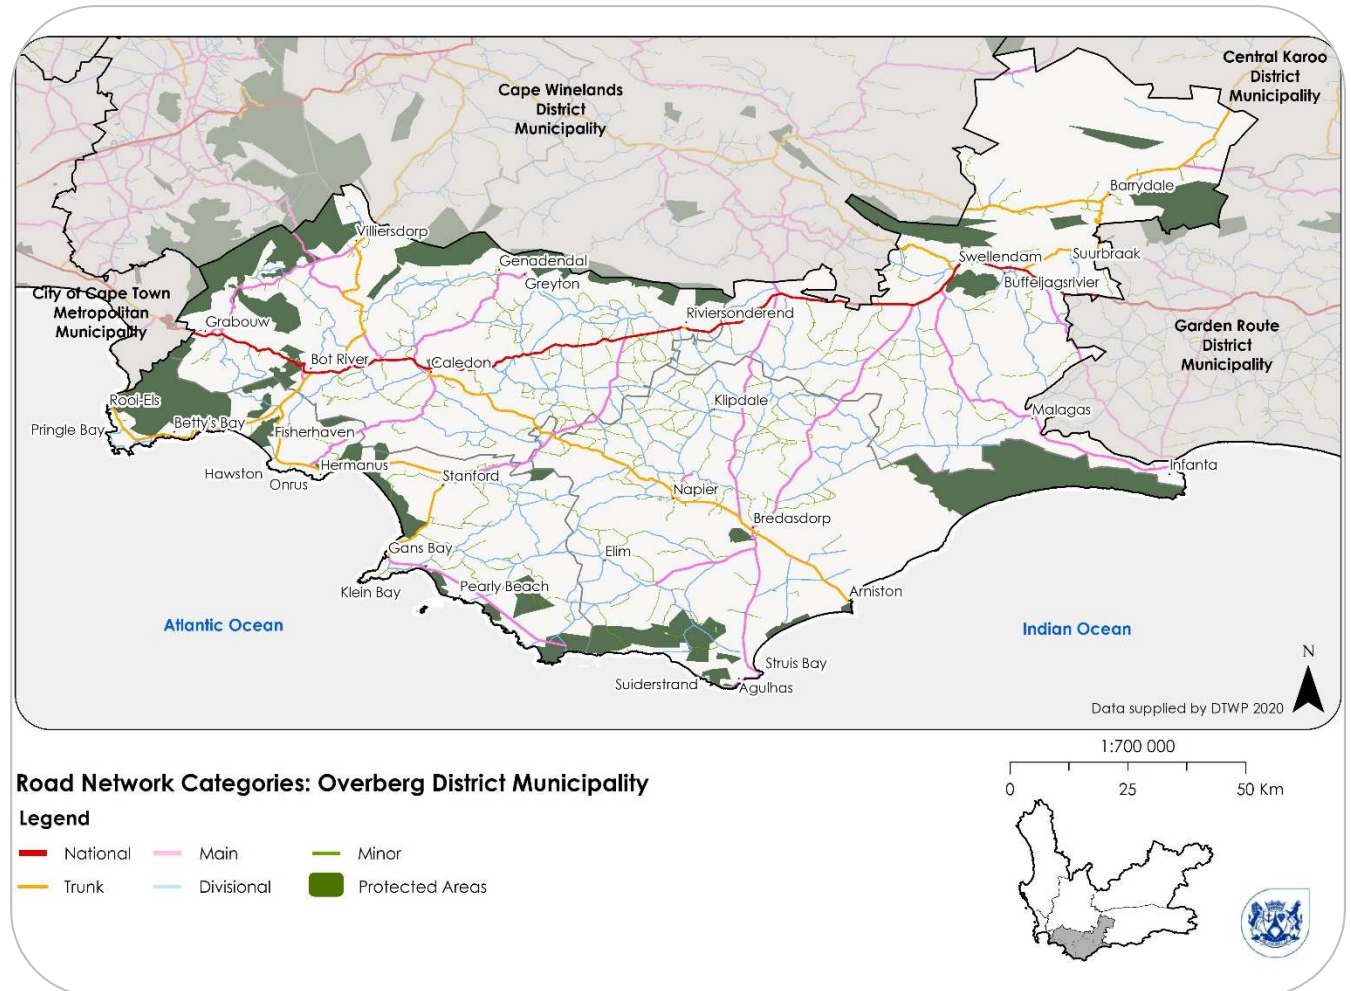 Cape Winelands
District
Municipality
Central Karoo
District
Municipality
Barrydale
Villiersdorp
Genadendal
Greyton
Swellendam
Suurbraak
Buffeljagsrivier
City of Cape Town
Metropolitan
Municipality
Grabouw
Riviersonderend
Garden Route
District
Municipality
Bot River
Caledon
Rooi-Els
Klipdale
Malagas
Pringle Bay
Betty's Bay
Fisherhaven
Hermanus
Infanta
Hawston
Onrus
Stanford
Napier
Bredasdorp
Gans Bay
Elim
Klein Bay
Pearly Beach
Arniston
Atlantic Ocean
Indian Ocean
Struis Bay
Suiderstrand
Agulhas
N
Data supplied by DTWP 2020
1:700 000
0 25 50 Km
Road Network Categories: Overberg District Municipality
Legend
National Main Minor
Trunk Divisional Protected Areas